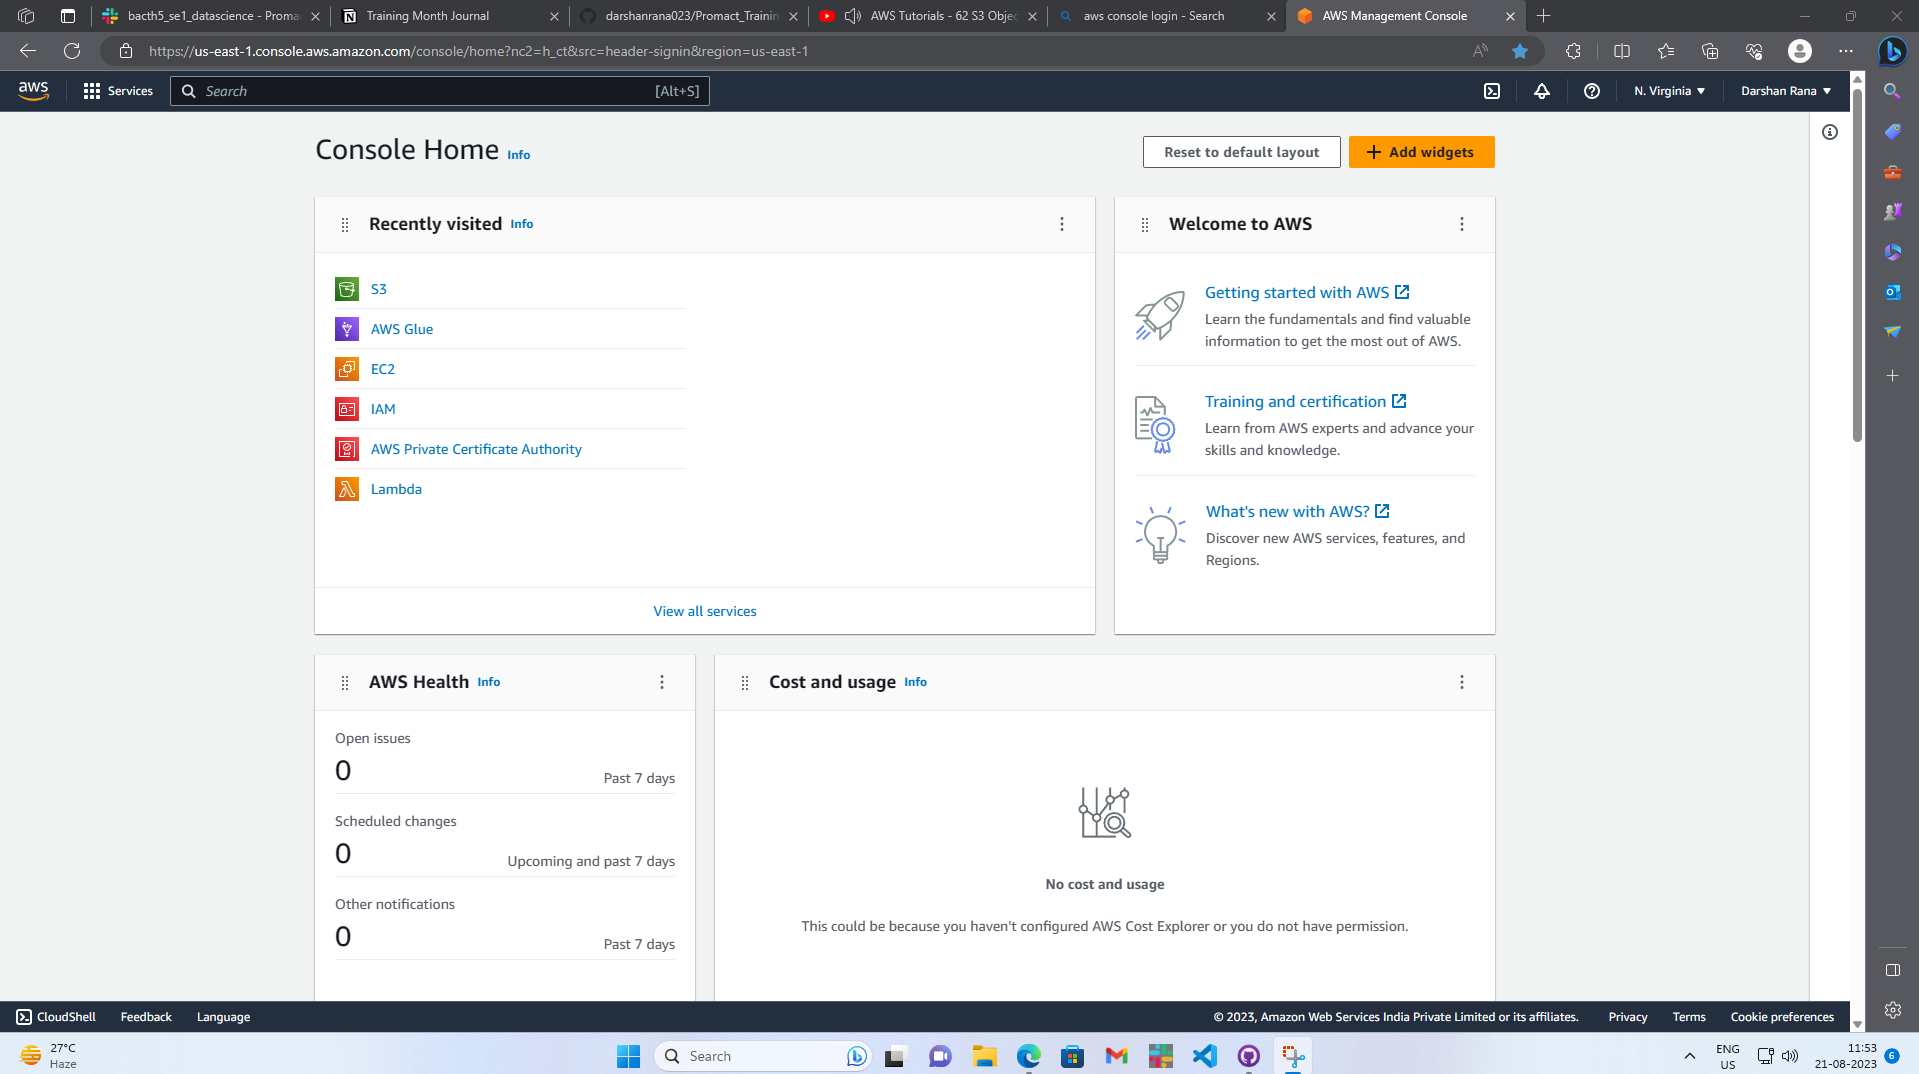 bacth5_se1_datascience - Promac
Training Month Journal
darshanrana023/Promact_Trainin
AWS Tutorials - 62 S3 Objec
aws console login - Search
AWS Management Console
https://us-east-1.console.aws.amazon.com/console/home?nc2=h_ct&src=header-signin&region=us-east-1
aws
Services
Search
[Alt+S]
N. Virginia
Darshan Rana
Console Home Info
Reset to default layout
Add widgets
Recently visited Info
S3
AWS Glue
EC2
IAM
AWS Private Certificate Authority
Lambda
View all services
Welcome to AWS
Getting started with AWS
Learn the fundamentals and find valuable
information to get the most out of AWS.
Training and certification
Learn from AWS experts and advance your
skills and knowledge.
What's new with AWS?
Discover new AWS services, features, and
Regions.
AWS Health Info
Open issues
0
Past 7 days
Scheduled changes
0
Upcoming and past 7 days
Other notifications
0
Past 7 days
Cost and usage Info
No cost and usage
This could be because you haven't configured AWS Cost Explorer or you do not have permission.
CloudShell
Feedback
Language
© 2023, Amazon Web Services India Private Limited or its affiliates.
Privacy
Terms
Cookie preferences
27°C
Haze
Search
ENG
US
11:53
21-08-2023
6